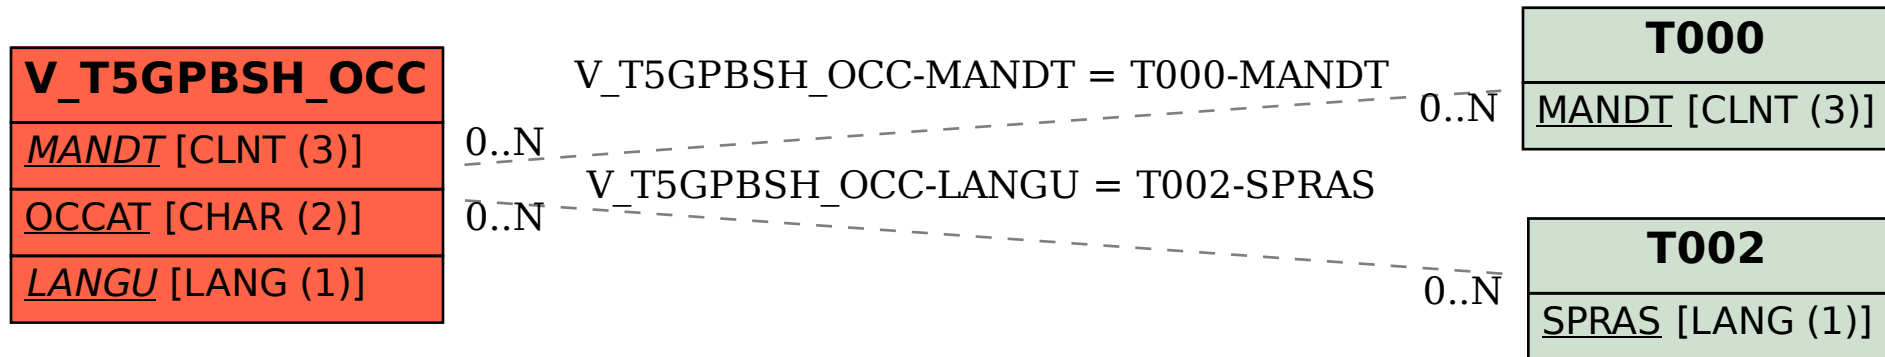 V_T5GPBSH_OCC
MANDT [CLNT (3)]
OCCAT [CHAR (2)]
LANGU [LANG (1)]
V_T5GPBSH_OCC-MANDT = T000-MANDT
0..N
0..N
V_T5GPBSH_OCC-LANGU = T002-SPRAS
0..N
0..N
T000
MANDT [CLNT (3)]
T002
SPRAS [LANG (1)]